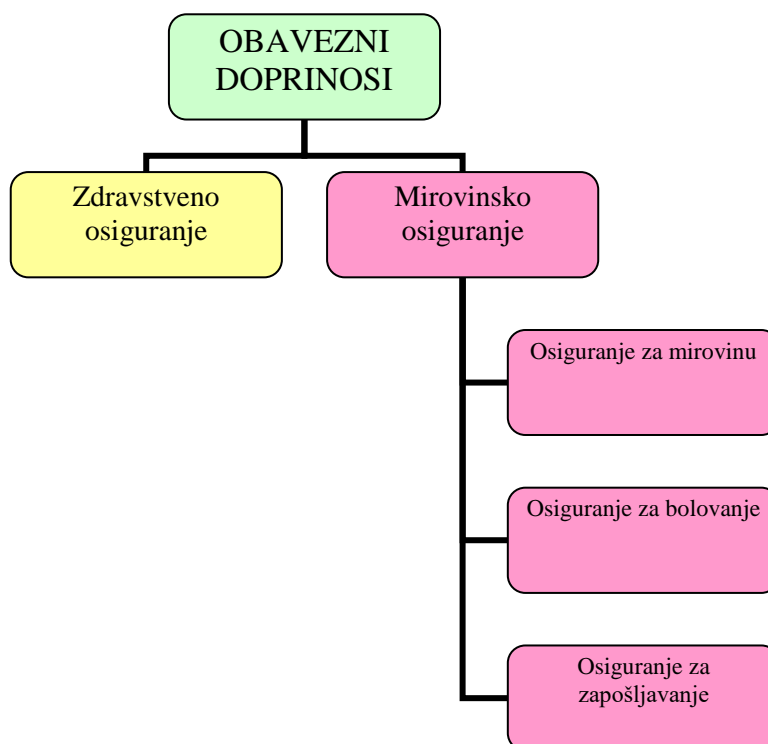 OBAVEZNI
DOPRINOSI
Zdravstveno
osiguranje
Mirovinsko
osiguranje
Osiguranje za mirovinu
Osiguranje za bolovanje
Osiguranje za
zapošljavanje